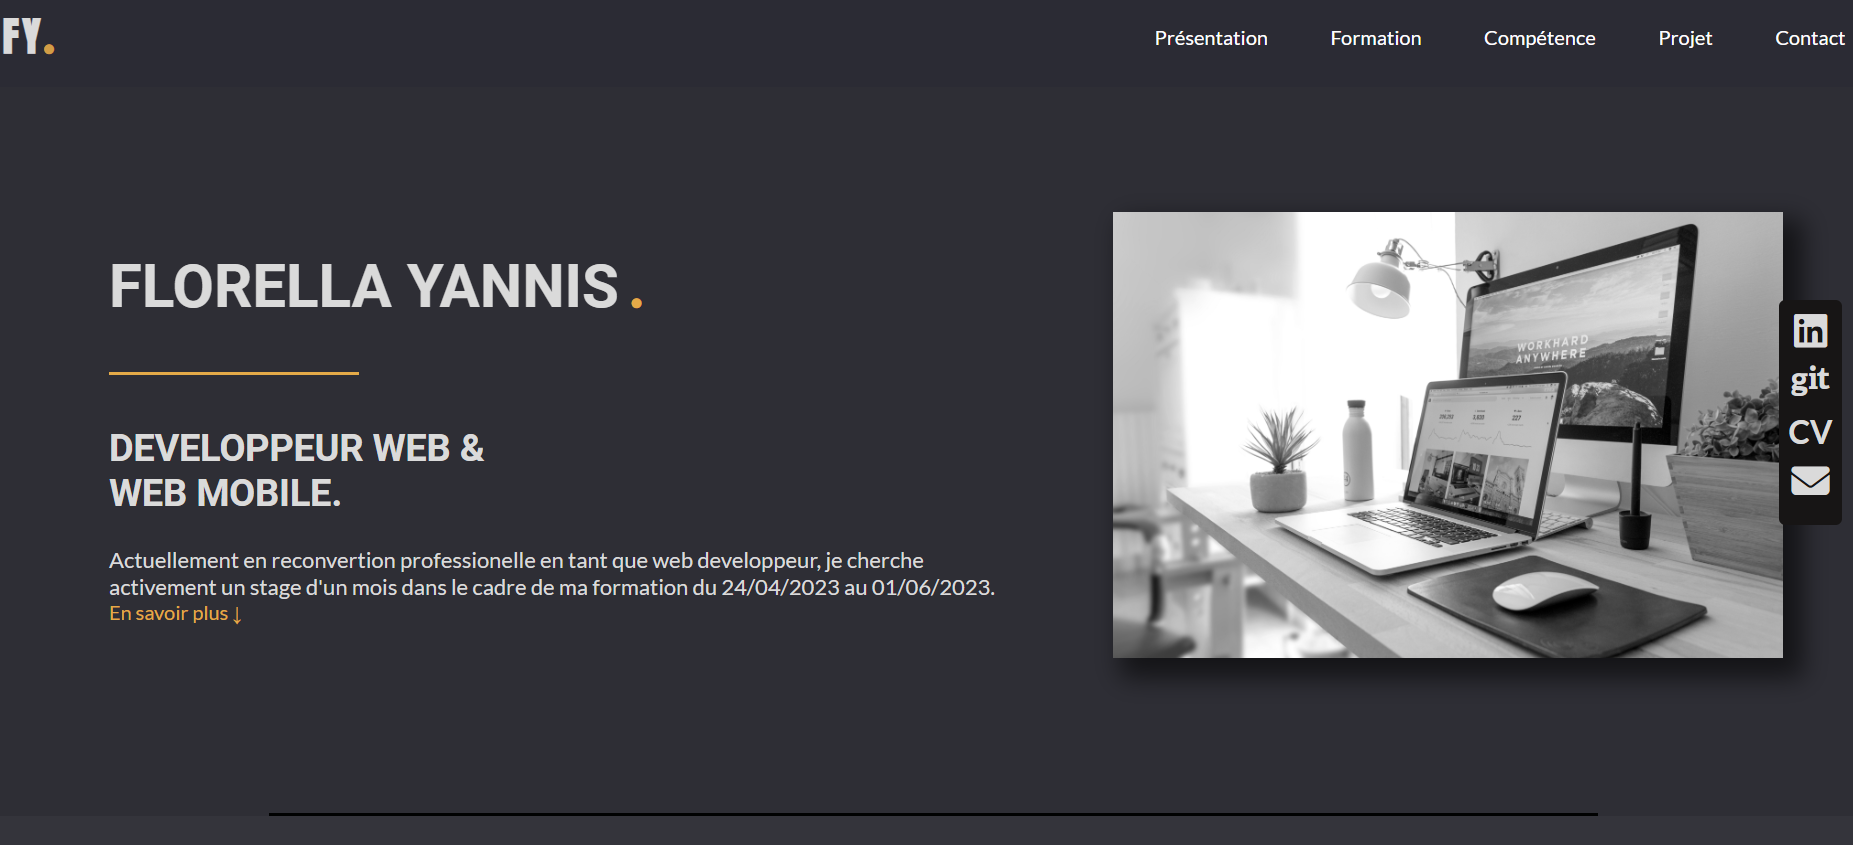 FY.
Présentation Formation Compétence Projet Contact
FLORELLA YANNIS.
DEVELOPPEUR WEB &
WEB MOBILE.
Actuellement en reconvertion professionelle en tant que web developpeur, je cherche
activement un stage d'un mois dans le cadre de ma formation du 24/04/2023 au 01/06/2023.
En savoir plus ↓
WORKHARD
ANYWHERE
in
git
CV